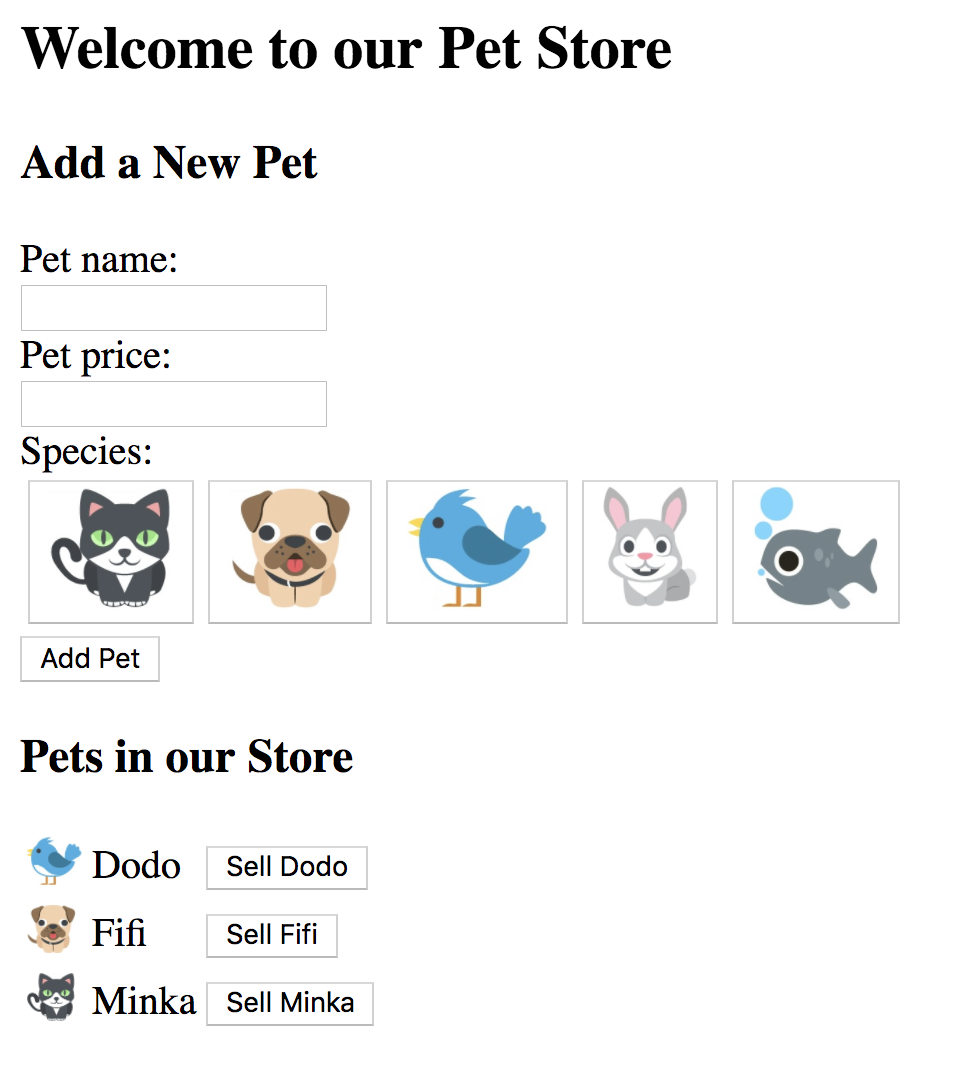 Welcome to our Pet Store
Add a New Pet
Pet name:
Pet price:
Species:
Add Pet
Pets in our Store
Dodo Sell Dodo
Fifi Sell Fifi
Minka Sell Minka